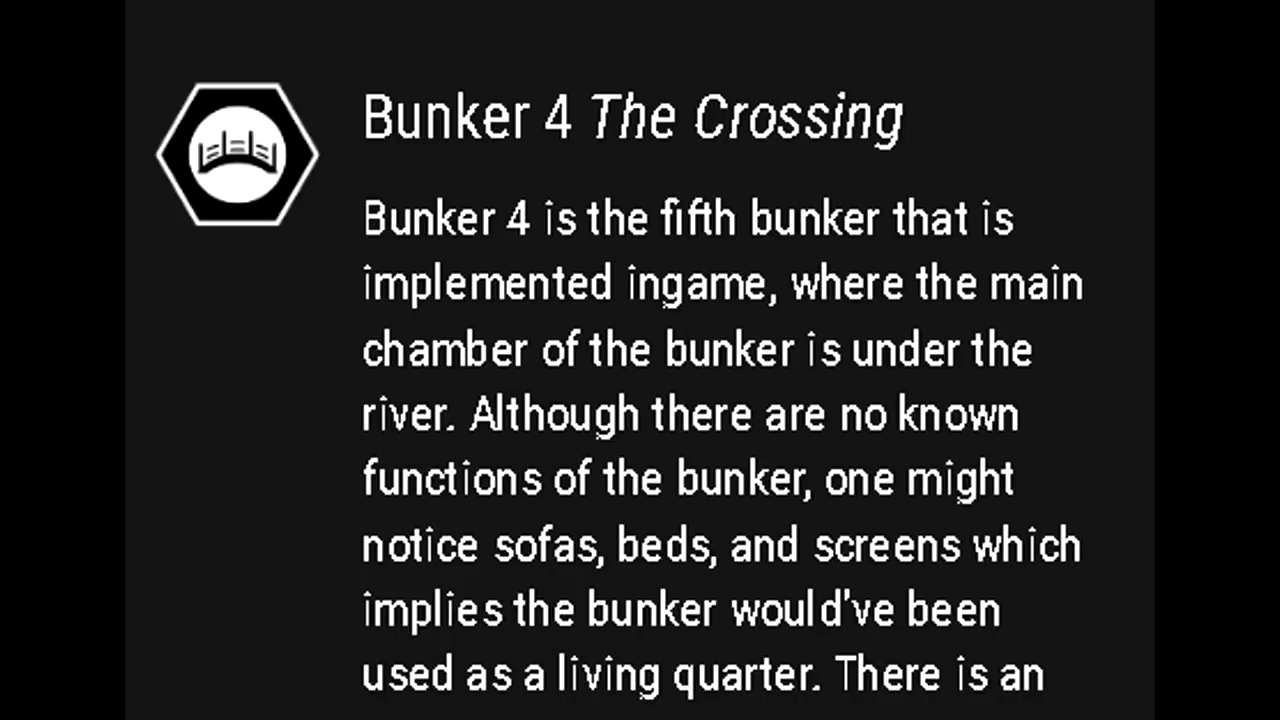 Bunker 4 The Crossing
Bunker 4 is the fifth bunker that is
implemented ingame, where the main
chamber of the bunker is under the
river. Although there are no known
functions of the bunker, one might
notice sofas, beds, and screens which
implies the bunker would've been
used as a living quarter. There is an